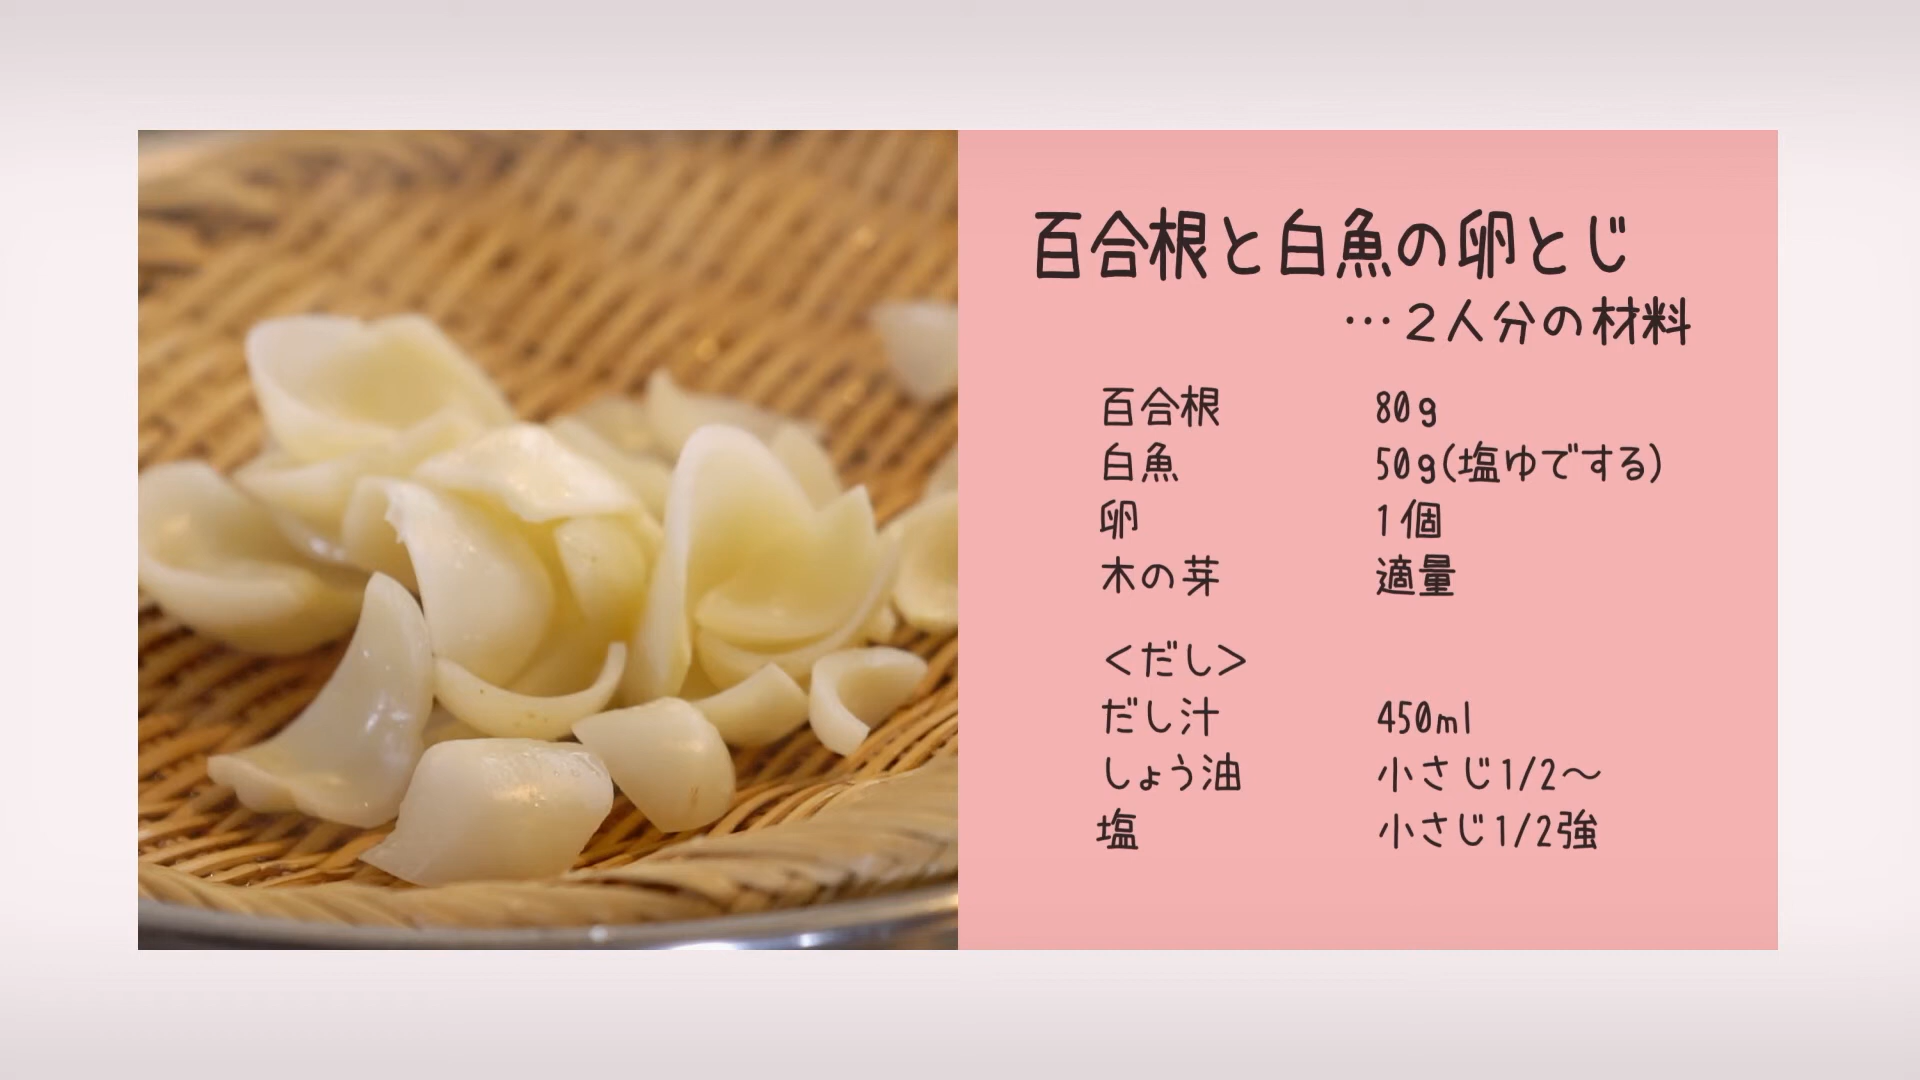 百合根と白魚の卵とじ
…2人分の材料
百合根 80g
白魚 50g(塩ゆでする)
卵 1個
木の芽 適量
<だし>
だし汁 450ml
しょう油 小さじ1/2〜
塩 小さじ1/2強